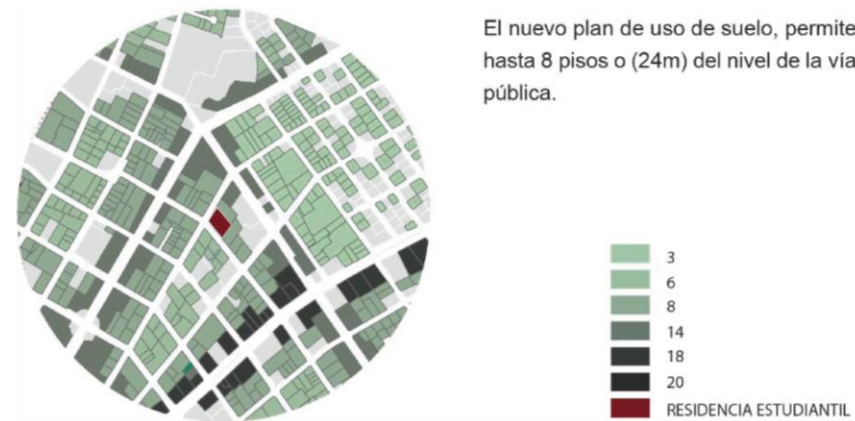 El nuevo plan de uso de suelo, permite
hasta 8 pisos o (24m) del nivel de la vía
pública.
3
6
8
14
18
20
RESIDENCIA ESTUDIANTIL